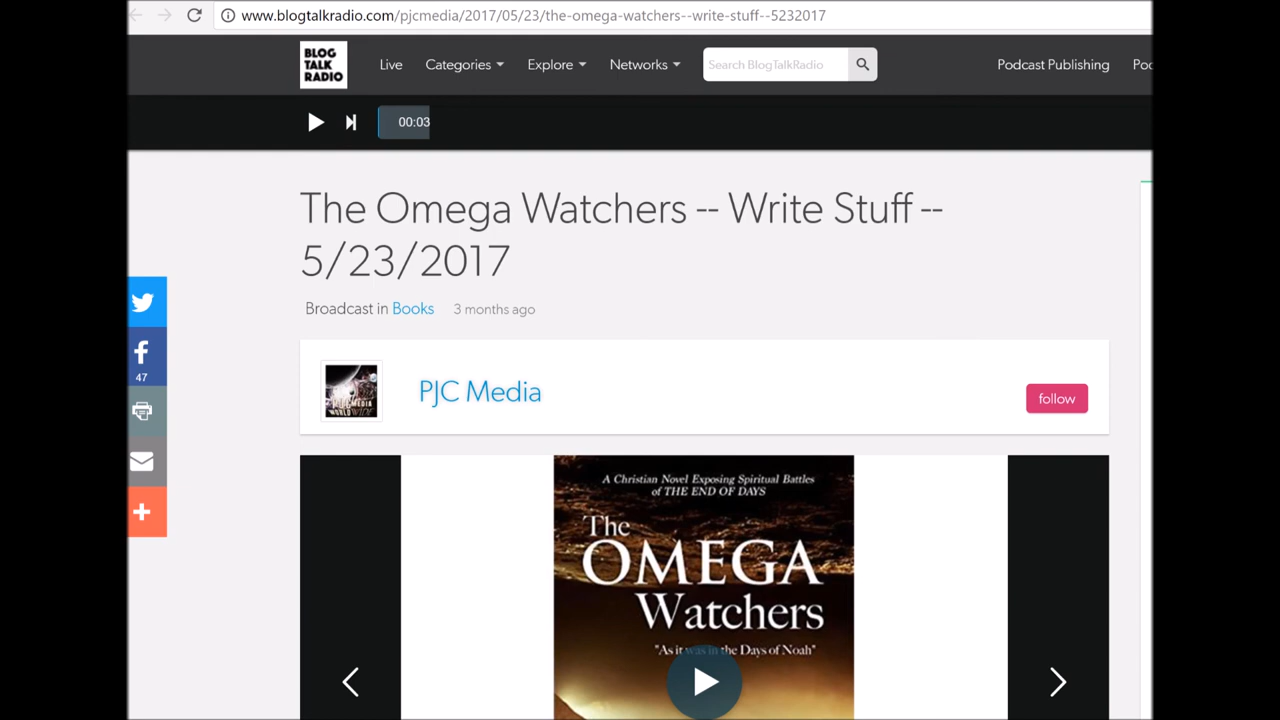 www.blogtalkradio.com/pjcmedia/2017/05/23/the-omega-watchers--write-stuff--5232017
BLOG
TALK
RADIO
Live Categories Explore Networks Search BlogTalkRadio Podcast Publishing
00:03
The Omega Watchers -- Write Stuff --
5/23/2017
Broadcast in Books 3 months ago
47
PJC Media
follow
A Christian Novel Exposing Spiritual Battles
of THE END OF DAYS
The
OMEGA
Watchers
"As it was in the Days of Noah"